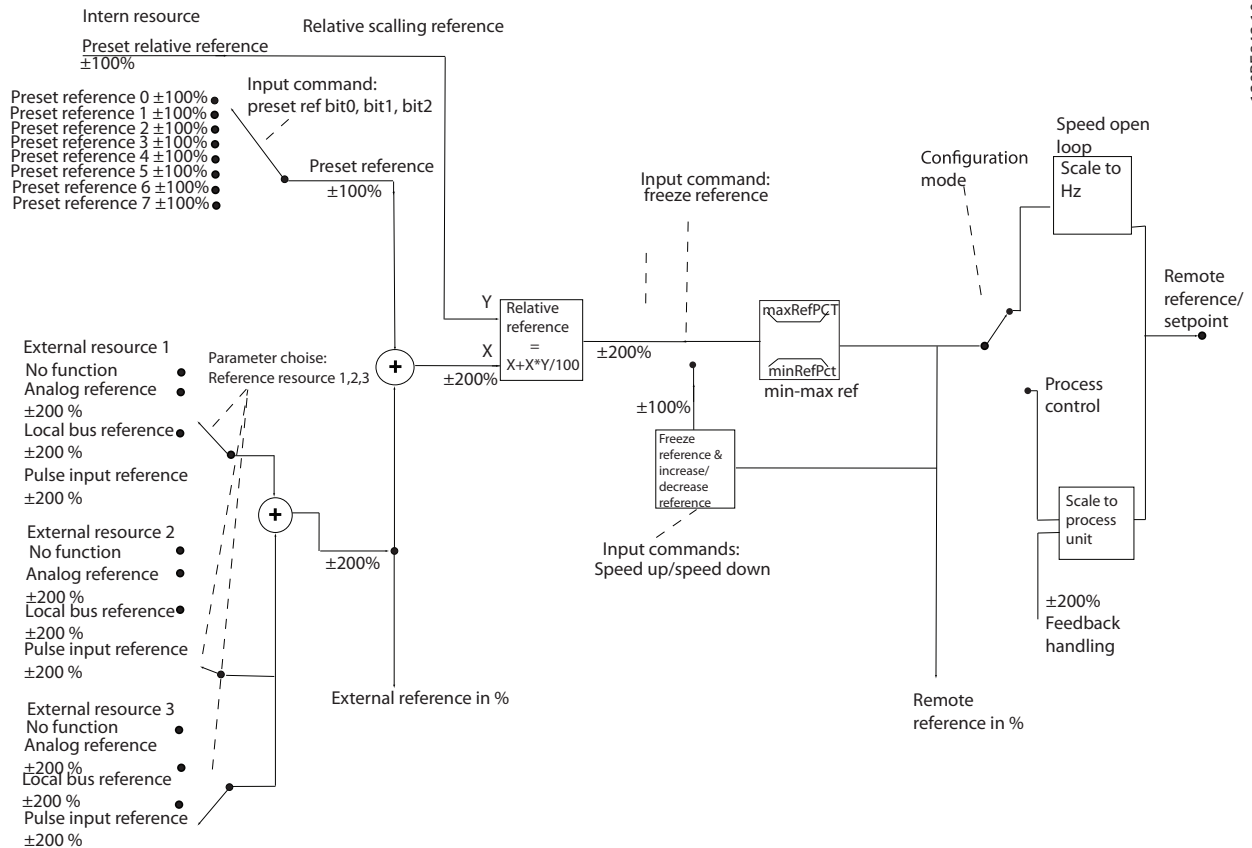 Intern resource
Relative scalling reference
Preset relative reference
±100%
Input command:
preset ref bit0, bit1, bit2
Preset reference 0 ±100%
Preset reference 1 ±100%
Preset reference 2 ±100%
Preset reference 3 ±100%
Preset reference 4 ±100%
Preset reference 5 ±100%
Preset reference 6 ±100%
Preset reference 7 ±100%
Preset reference
±100%
Input command:
freeze reference
Configuration
mode
Speed open
loop
Scale to
Hz
Remote
reference/
setpoint
Y
X
±200%
Relative
reference
=
X+X*Y/100
±200%
maxRefPCT
minRefPct
min-max ref
Process
control
±100%
Freeze
reference &
increase/
decrease
reference
Input commands:
Speed up/speed down
Scale to
process
unit
±200%
Feedback
handling
Remote
reference in %
External resource 1
No function
Analog reference
±200 %
Local bus reference
±200 %
Pulse input reference
±200 %
Parameter choise:
Reference resource 1,2,3
+
+
±200%
External reference in %
External resource 2
No function
Analog reference
±200 %
Local bus reference
±200 %
Pulse input reference
±200 %
External resource 3
No function
Analog reference
±200 %
Local bus reference
±200 %
Pulse input reference
±200 %